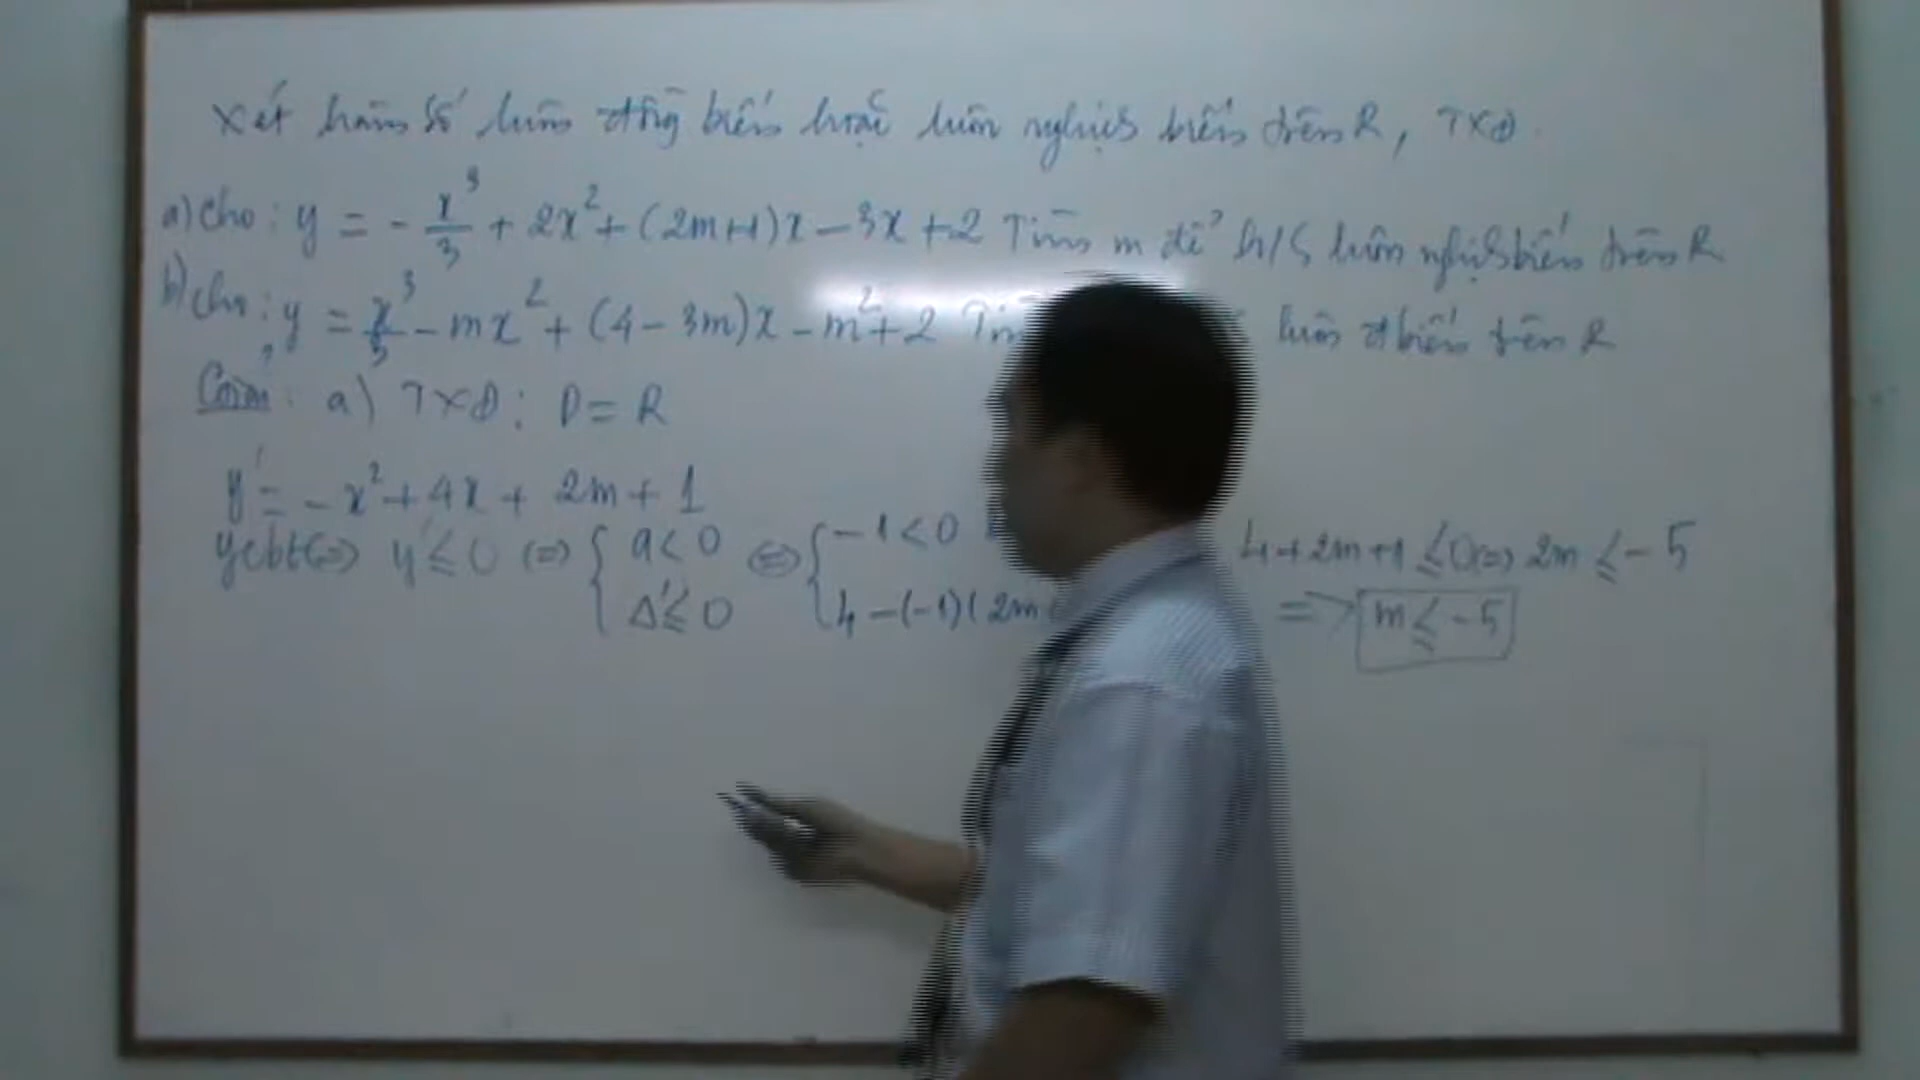 Xét hàm số luôn đồng biến hoặc luôn nghịch biến trên R, TXĐ
a) Cho : y = - x³/3 + 2x² + (2m+1)x - 3x + 2 Tìm m để h/s luôn nghịch biến trên R
b) Cho : y = x³/3 - mx² + (4 - 3m)x - m² + 2 luôn đ biến trên R
Giải : a) TXĐ : D = R
y' = - x² + 4x + 2m + 1
ycbt <=> y' ≤ 0 <=> { a < 0 <=> { - 1 < 0 4 + 2m + 1 ≤ 0 <=> 2m ≤ - 5
Δ' ≤ 0 4 - (-1)(2m => m ≤ - 5